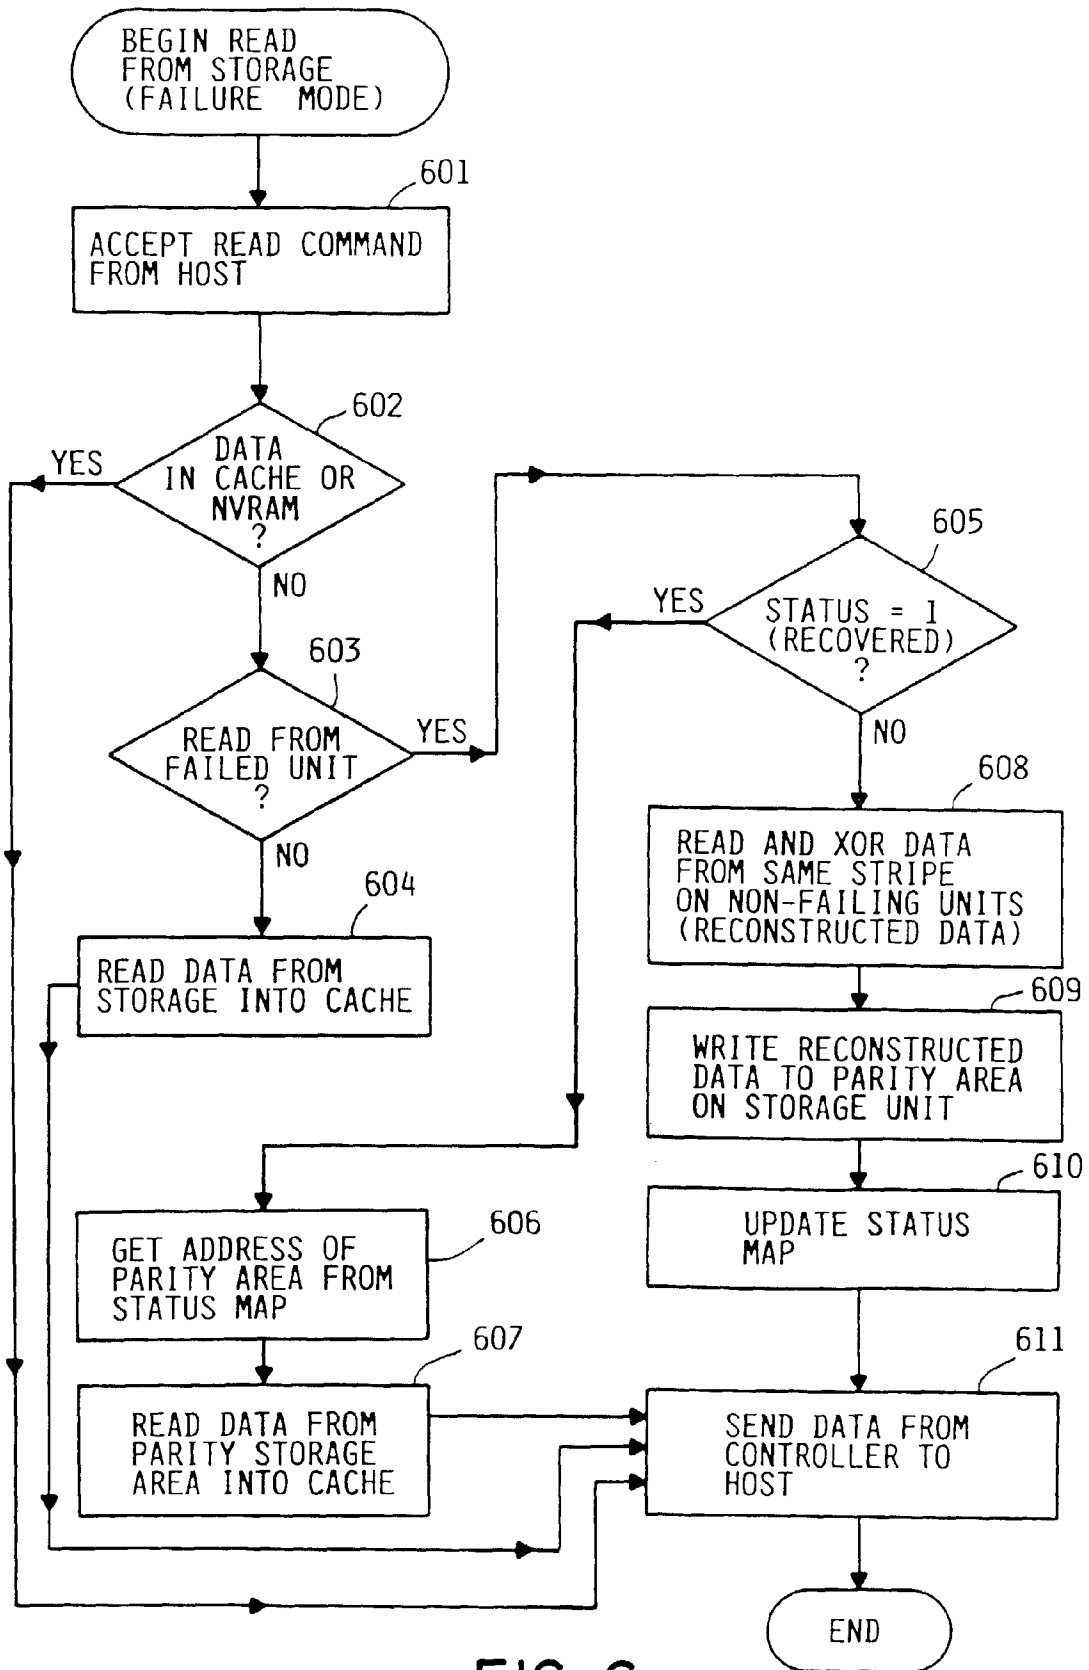 BEGIN READ
FROM STORAGE
(FAILURE MODE)
601
ACCEPT READ COMMAND
FROM HOST
602
DATA
IN CACHE OR
NVRAM
?
YES
NO
603
READ FROM
FAILED UNIT
?
YES
NO
604
READ DATA FROM
STORAGE INTO CACHE
605
STATUS = 1
(RECOVERED)
?
YES
NO
606
GET ADDRESS OF
PARITY AREA FROM
STATUS MAP
607
READ DATA FROM
PARITY STORAGE
AREA INTO CACHE
608
READ AND XOR DATA
FROM SAME STRIPE
ON NON-FAILING UNITS
(RECONSTRUCTED DATA)
609
WRITE RECONSTRUCTED
DATA TO PARITY AREA
ON STORAGE UNIT
610
UPDATE STATUS
MAP
611
SEND DATA FROM
CONTROLLER TO
HOST
END